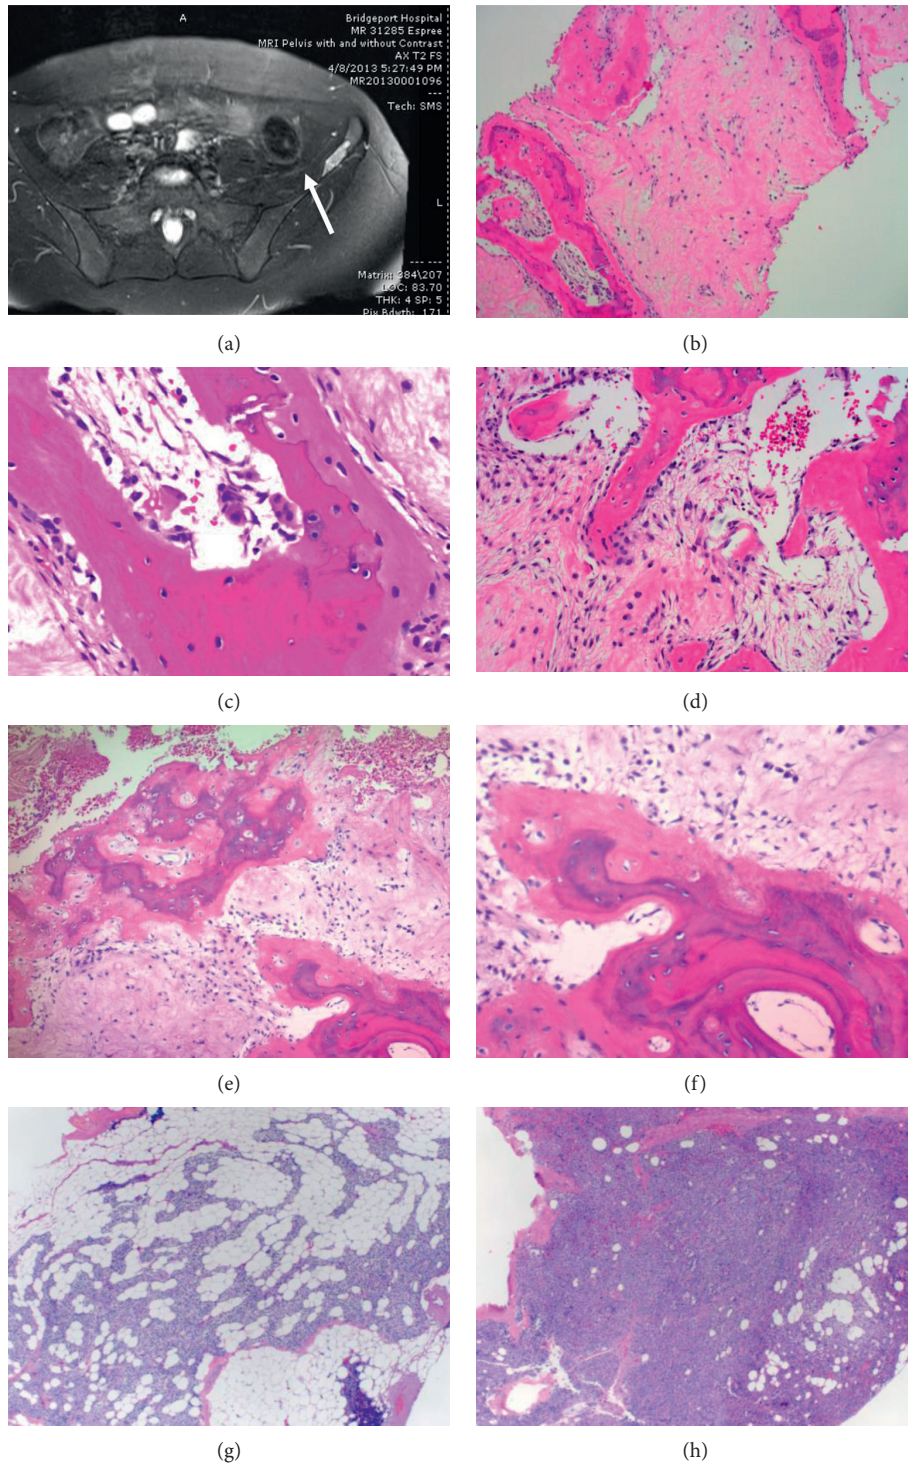 A
Bridgeport Hospital
MR 31285 Espree
MRI Pelvis with and without Contrast
AX T2 FS
4/8/2013 5:27:49 PM
MR20130001096
---
Tech: SMS
L
--- ---
Matrix: 384\207
LOC: 83.70
THK: 4 SP: 5
Pix Bdwth: 171
(a)
(b)
(c)
(d)
(e)
(f)
(g)
(h)